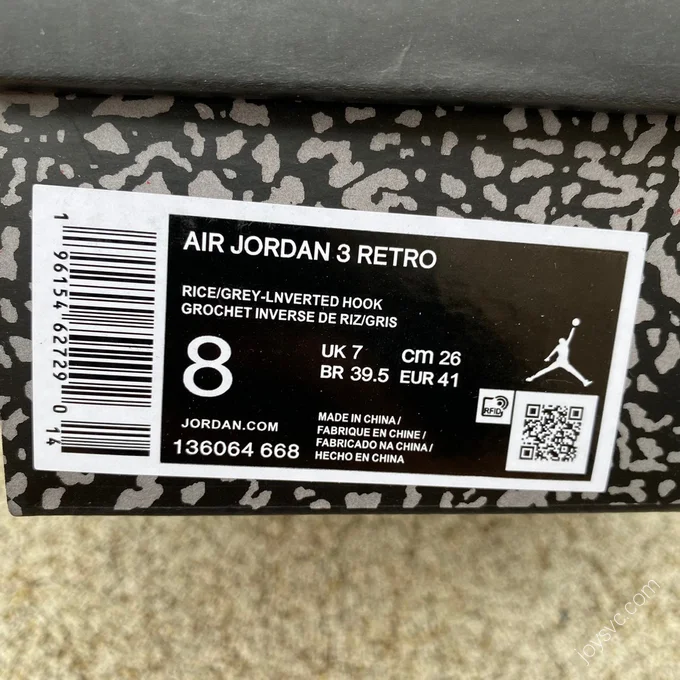 1 96154 62729 0 14
AIR JORDAN 3 RETRO
RICE/GREY-LNVERTED HOOK
GROCHET INVERSE DE RIZ/GRIS
8
UK 7 cm 26
BR 39.5 EUR 41
JORDAN.COM
136064 668
MADE IN CHINA/
FABRIQUE EN CHINE/
FABRICADO NA CHINA/
HECHO EN CHINA
RFID